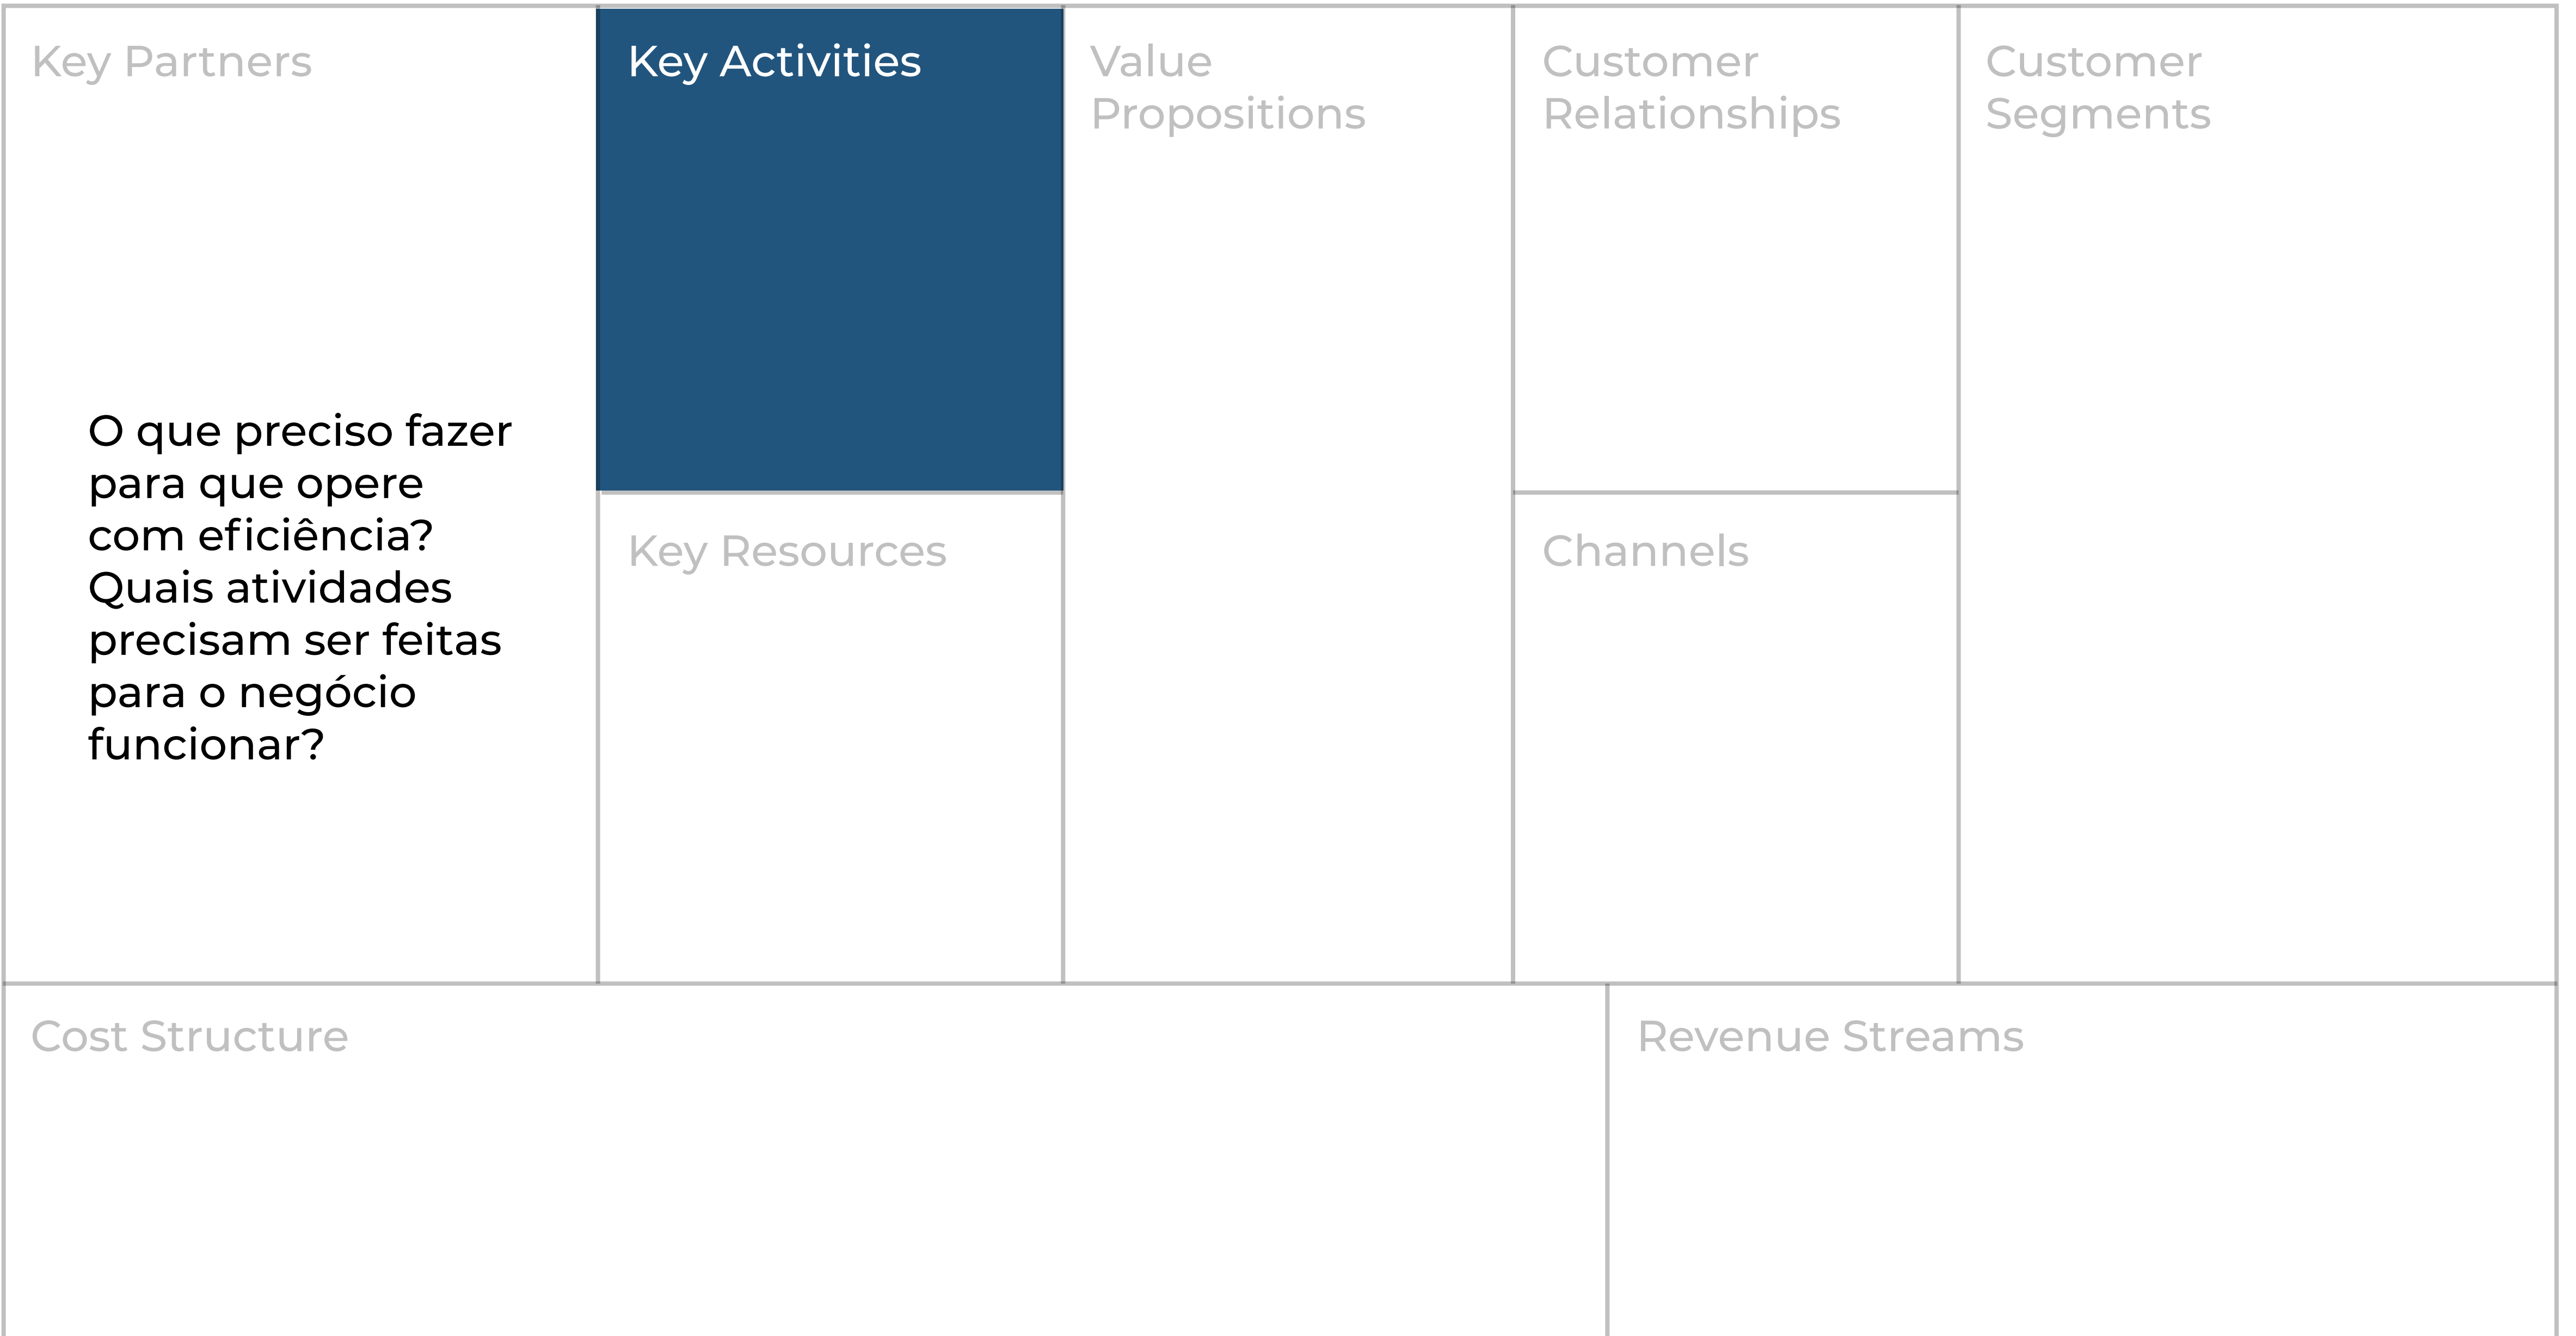 Key Partners
O que preciso fazer
para que opere
com eficiência?
Quais atividades
precisam ser feitas
para o negócio
funcionar?
Key Activities
Key Resources
Value
Propositions
Customer
Relationships
Channels
Customer
Segments
Cost Structure
Revenue Streams